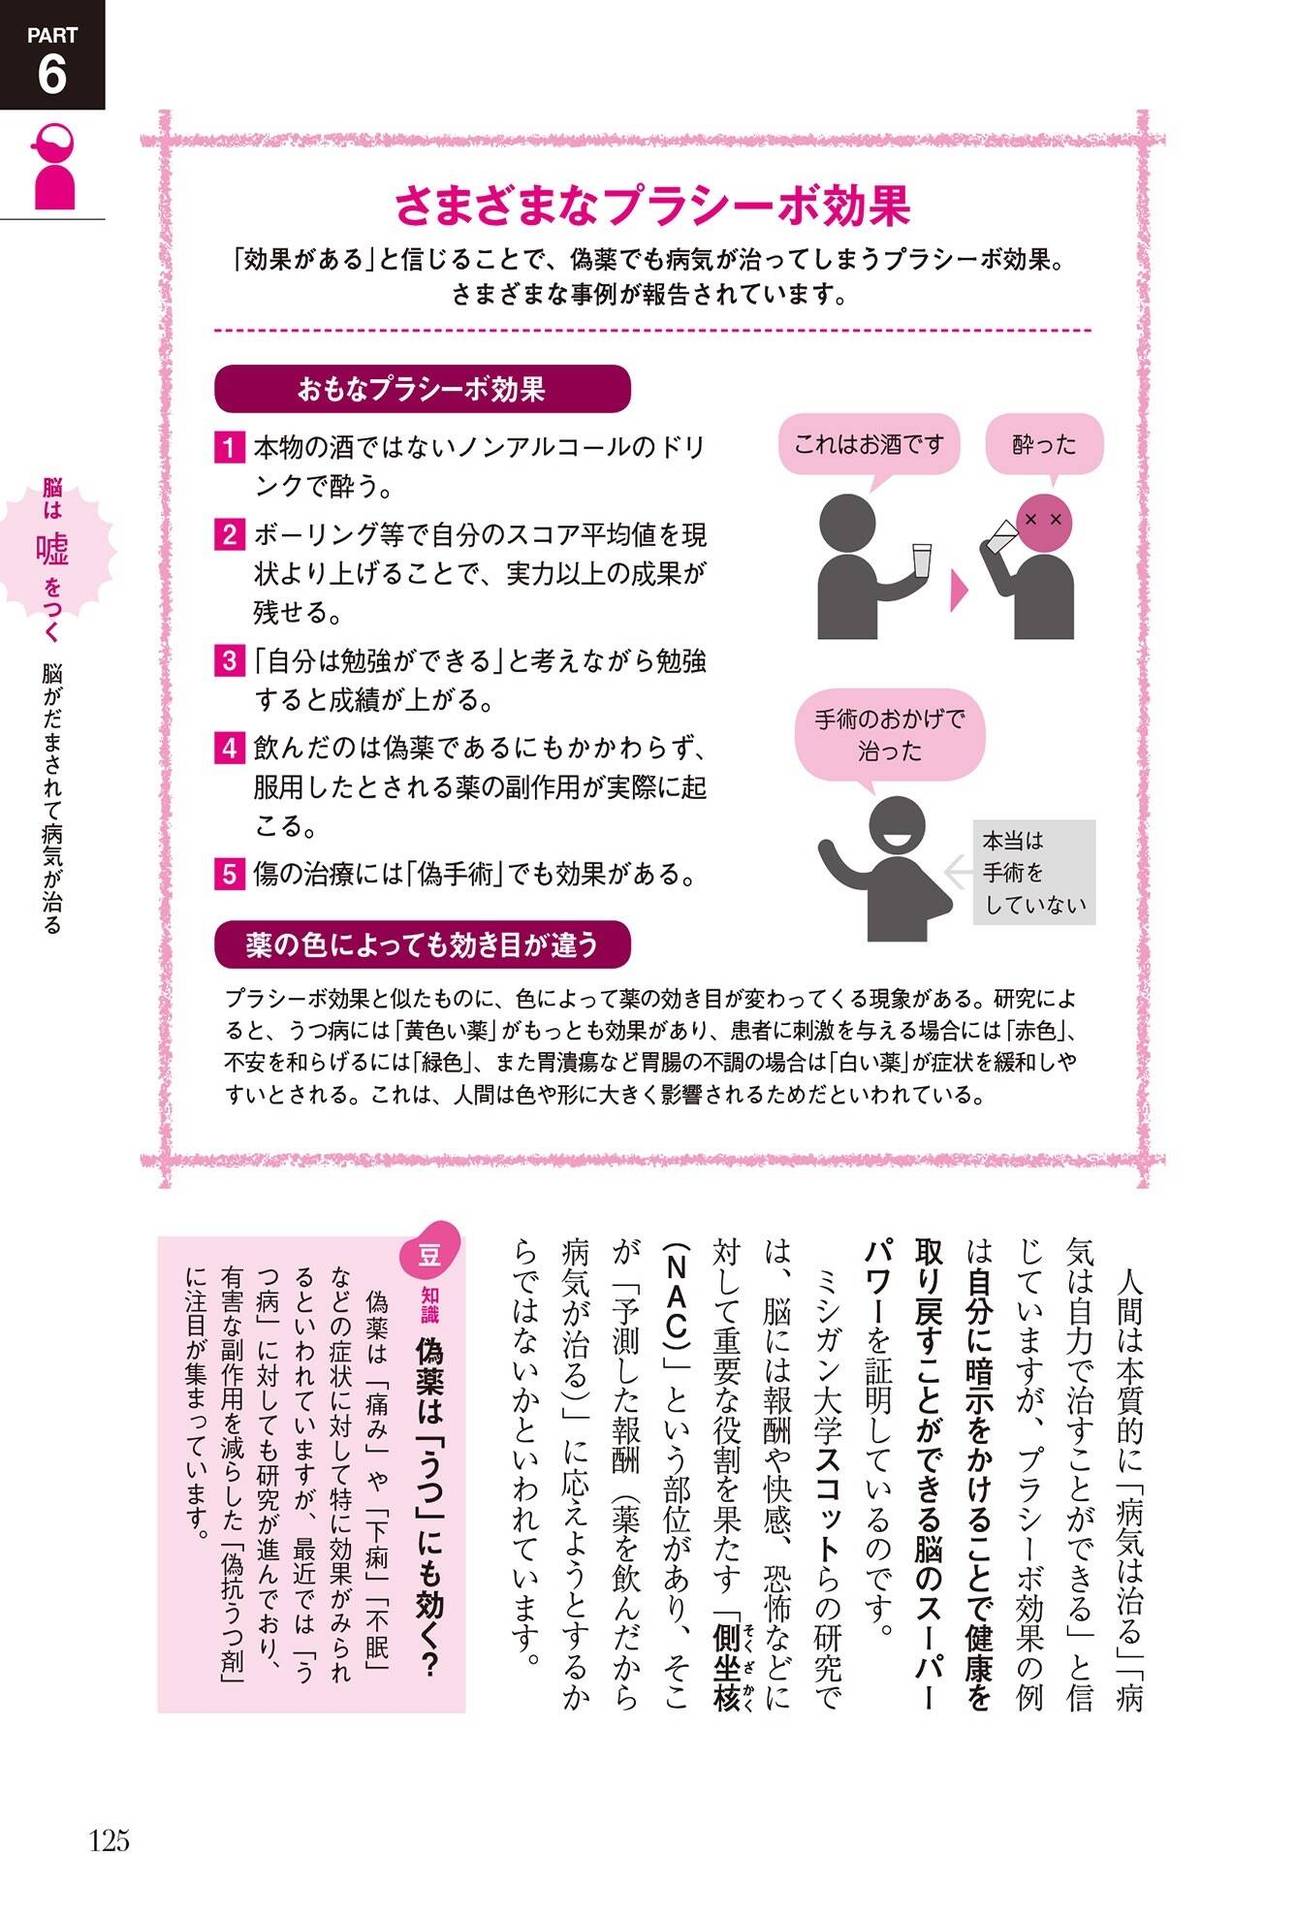 PART
6
脳は嘘をつく 脳がだまされて病気が治る
さまざまなプラシーボ効果
「効果がある」と信じることで、偽薬でも病気が治ってしまうプラシーボ効果。
さまざまな事例が報告されています。
おもなプラシーボ効果
1 本物の酒ではないノンアルコールのドリ
ンクで酔う。
2 ボーリング等で自分のスコア平均値を現
状より上げることで、実力以上の成果が
残せる。
3 「自分は勉強ができる」と考えながら勉強
すると成績が上がる。
4 飲んだのは偽薬であるにもかかわらず、
服用したとされる薬の副作用が実際に起
こる。
5 傷の治療には「偽手術」でも効果がある。
これはお酒です
酔った
手術のおかげで
治った
本当は
手術を
していない
薬の色によっても効き目が違う
プラシーボ効果と似たものに、色によって薬の効き目が変わってくる現象がある。研究によ
ると、うつ病には「黄色い薬」がもっとも効果があり、患者に刺激を与える場合には「赤色」、
不安を和らげるには「緑色」、また胃潰瘍など胃腸の不調の場合は「白い薬」が症状を緩和しや
すいとされる。これは、人間は色や形に大きく影響されるためだといわれている。
人間は本質的に「病気は治る」「病
気は自力で治すことができる」と信
じていますが、プラシーボ効果の例
は自分に暗示をかけることで健康を
取り戻すことができる脳のスーパー
パワーを証明しているのです。
ミシガン大学スコットらの研究で
は、脳には報酬や快感、恐怖などに
対して重要な役割を果たす「側坐核
そくざかく
（NAC）」という部位があり、そこ
が「予測した報酬（薬を飲んだから
病気が治る）」に応えようとするか
らではないかといわれています。
豆知識 偽薬は「うつ」にも効く？
偽薬は「痛み」や「下痢」「不眠」
などの症状に対して特に効果がみられ
るといわれていますが、最近では「う
つ病」に対しても研究が進んでおり、
有害な副作用を減らした「偽抗うつ剤」
に注目が集まっています。
125